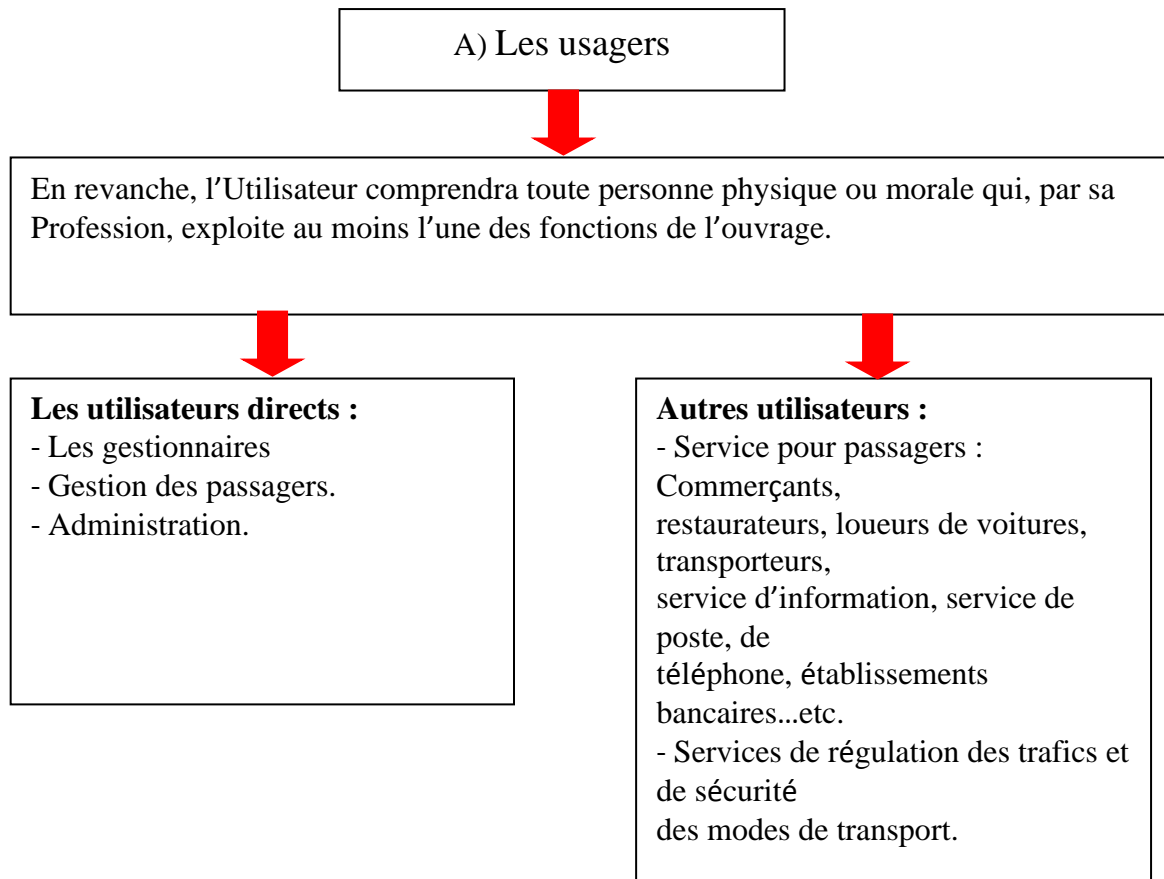 A) Les usagers
En revanche, l’Utilisateur comprendra toute personne physique ou morale qui, par sa
Profession, exploite au moins l’une des fonctions de l’ouvrage.
Les utilisateurs directs :
- Les gestionnaires
- Gestion des passagers.
- Administration.
Autres utilisateurs :
- Service pour passagers :
Commerçants,
restaurateurs, loueurs de voitures,
transporteurs,
service d’information, service de
poste, de
téléphone, établissements
bancaires...etc.
- Services de régulation des trafics et
de sécurité
des modes de transport.